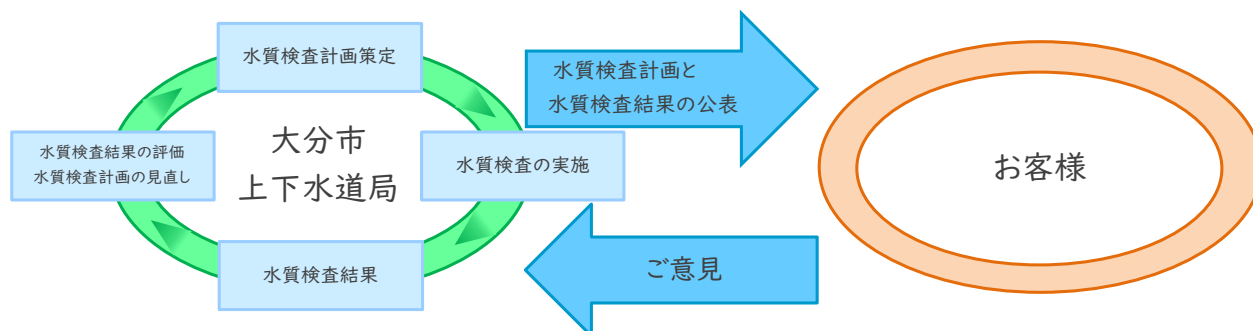 水質検査計画策定
水質検査計画と
水質検査結果の公表
大分市
上下水道局
水質検査結果の評価
水質検査計画の見直し
水質検査の実施
お客様
水質検査結果
ご意見